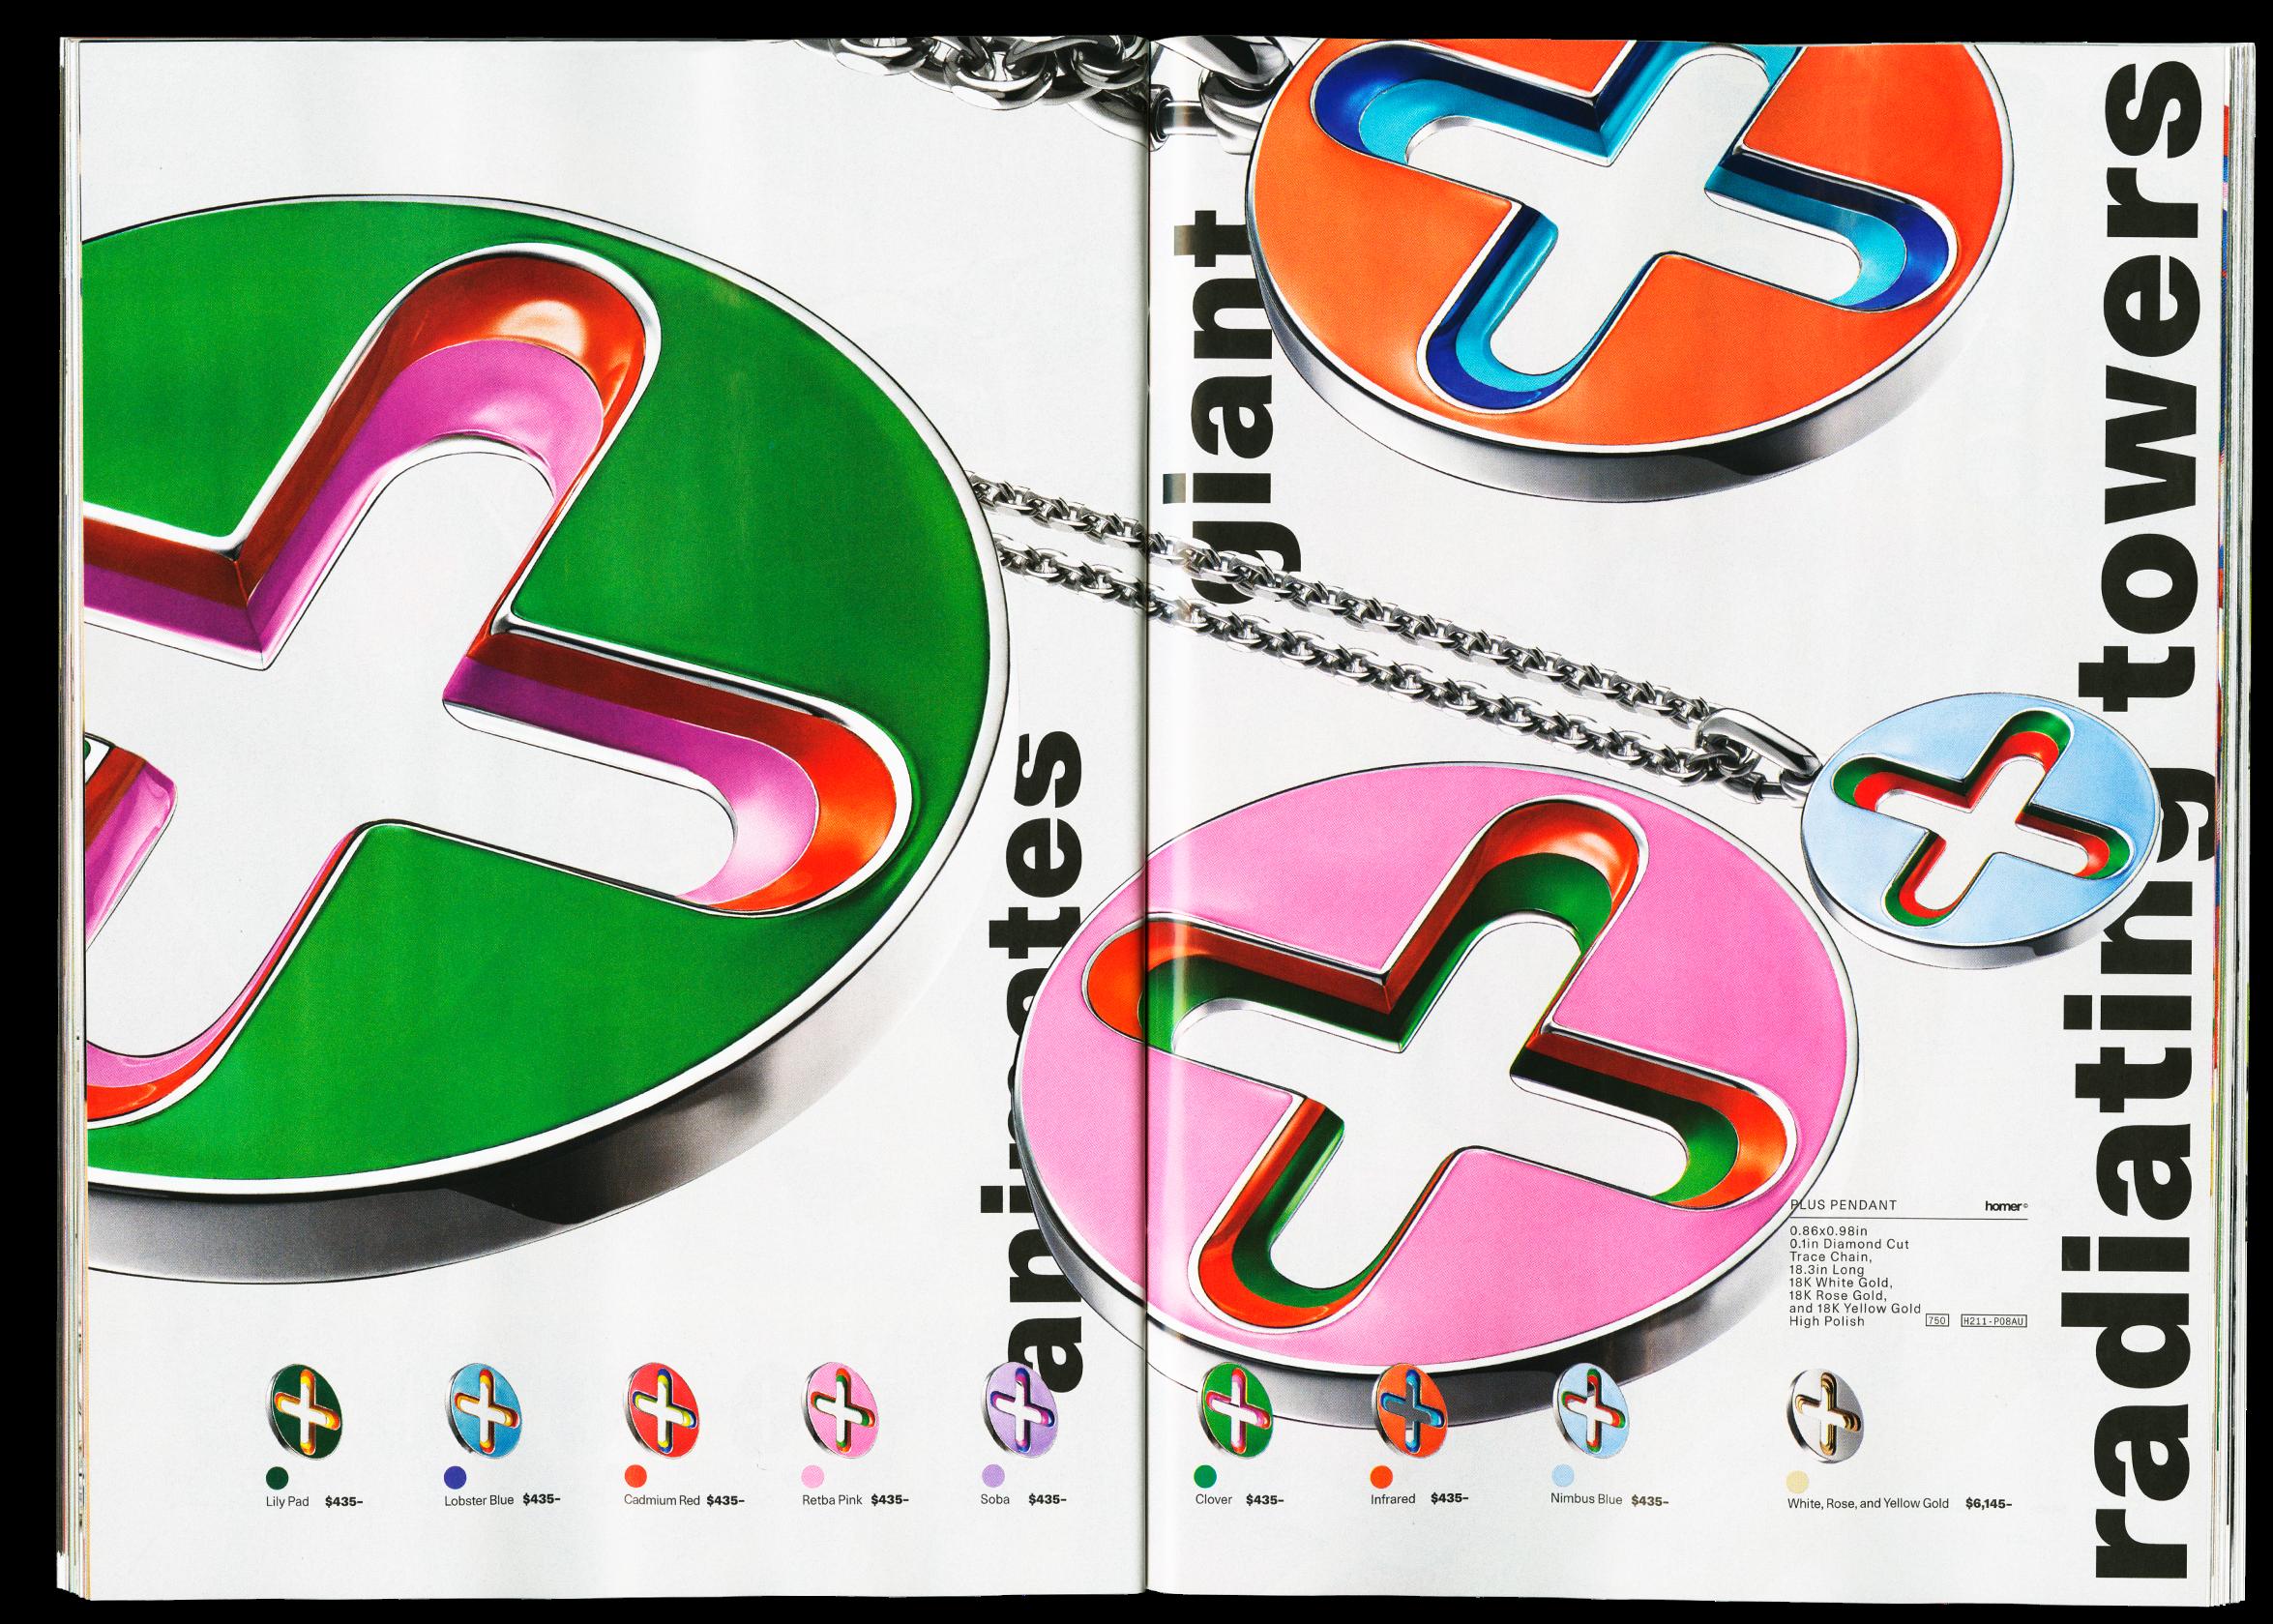 animates
giant
radiating towers
PLUS PENDANT
homer©
0.86x0.98in
0.1in Diamond Cut
Trace Chain,
18.3in Long
18K White Gold,
18K Rose Gold,
and 18K Yellow Gold
High Polish
750
H211-P08AU
Lily Pad $435–
Lobster Blue $435–
Cadmium Red $435–
Retba Pink $435–
Soba $435–
Clover $435–
Infrared $435–
Nimbus Blue $435–
White, Rose, and Yellow Gold $6,145–